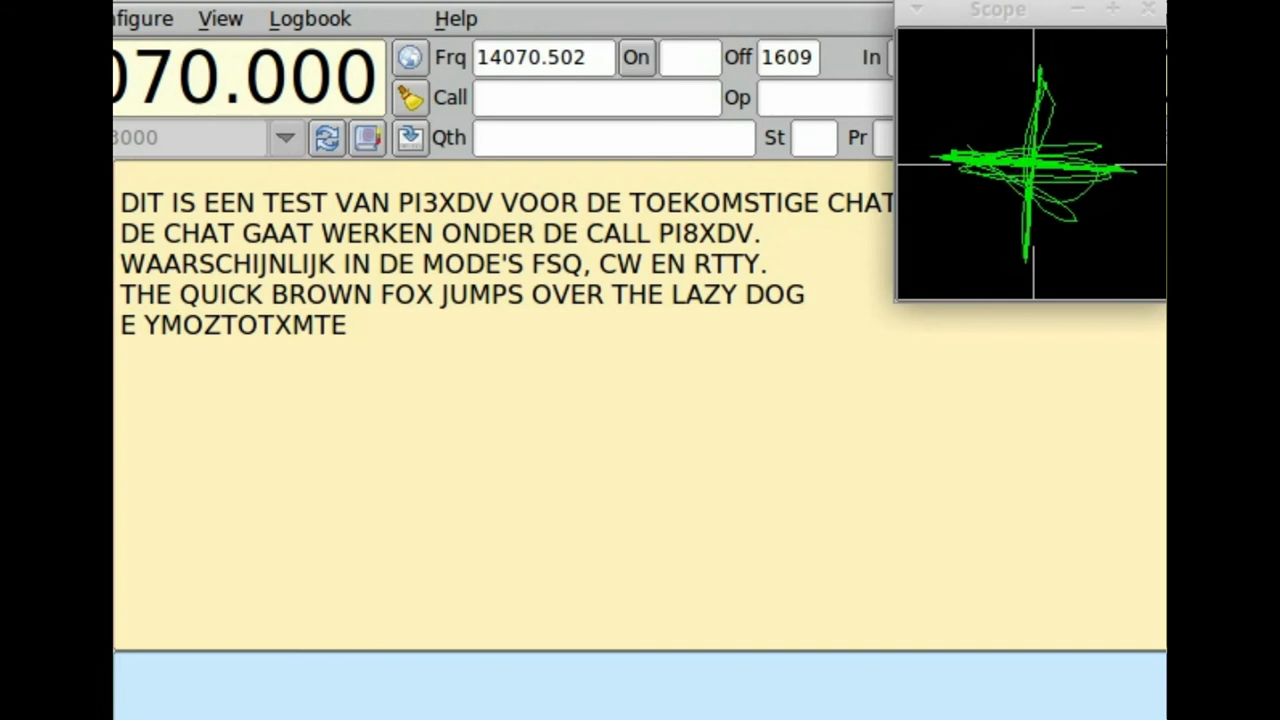 nfigure View Logbook Help
Scope
070.000
Frq 14070.502 On Off 1609 In
Call Op
3000
Qth St Pr
DIT IS EEN TEST VAN PI3XDV VOOR DE TOEKOMSTIGE CHAT
DE CHAT GAAT WERKEN ONDER DE CALL PI8XDV.
WAARSCHIJNLIJK IN DE MODE'S FSQ, CW EN RTTY.
THE QUICK BROWN FOX JUMPS OVER THE LAZY DOG
E YMOZTOTXMTE